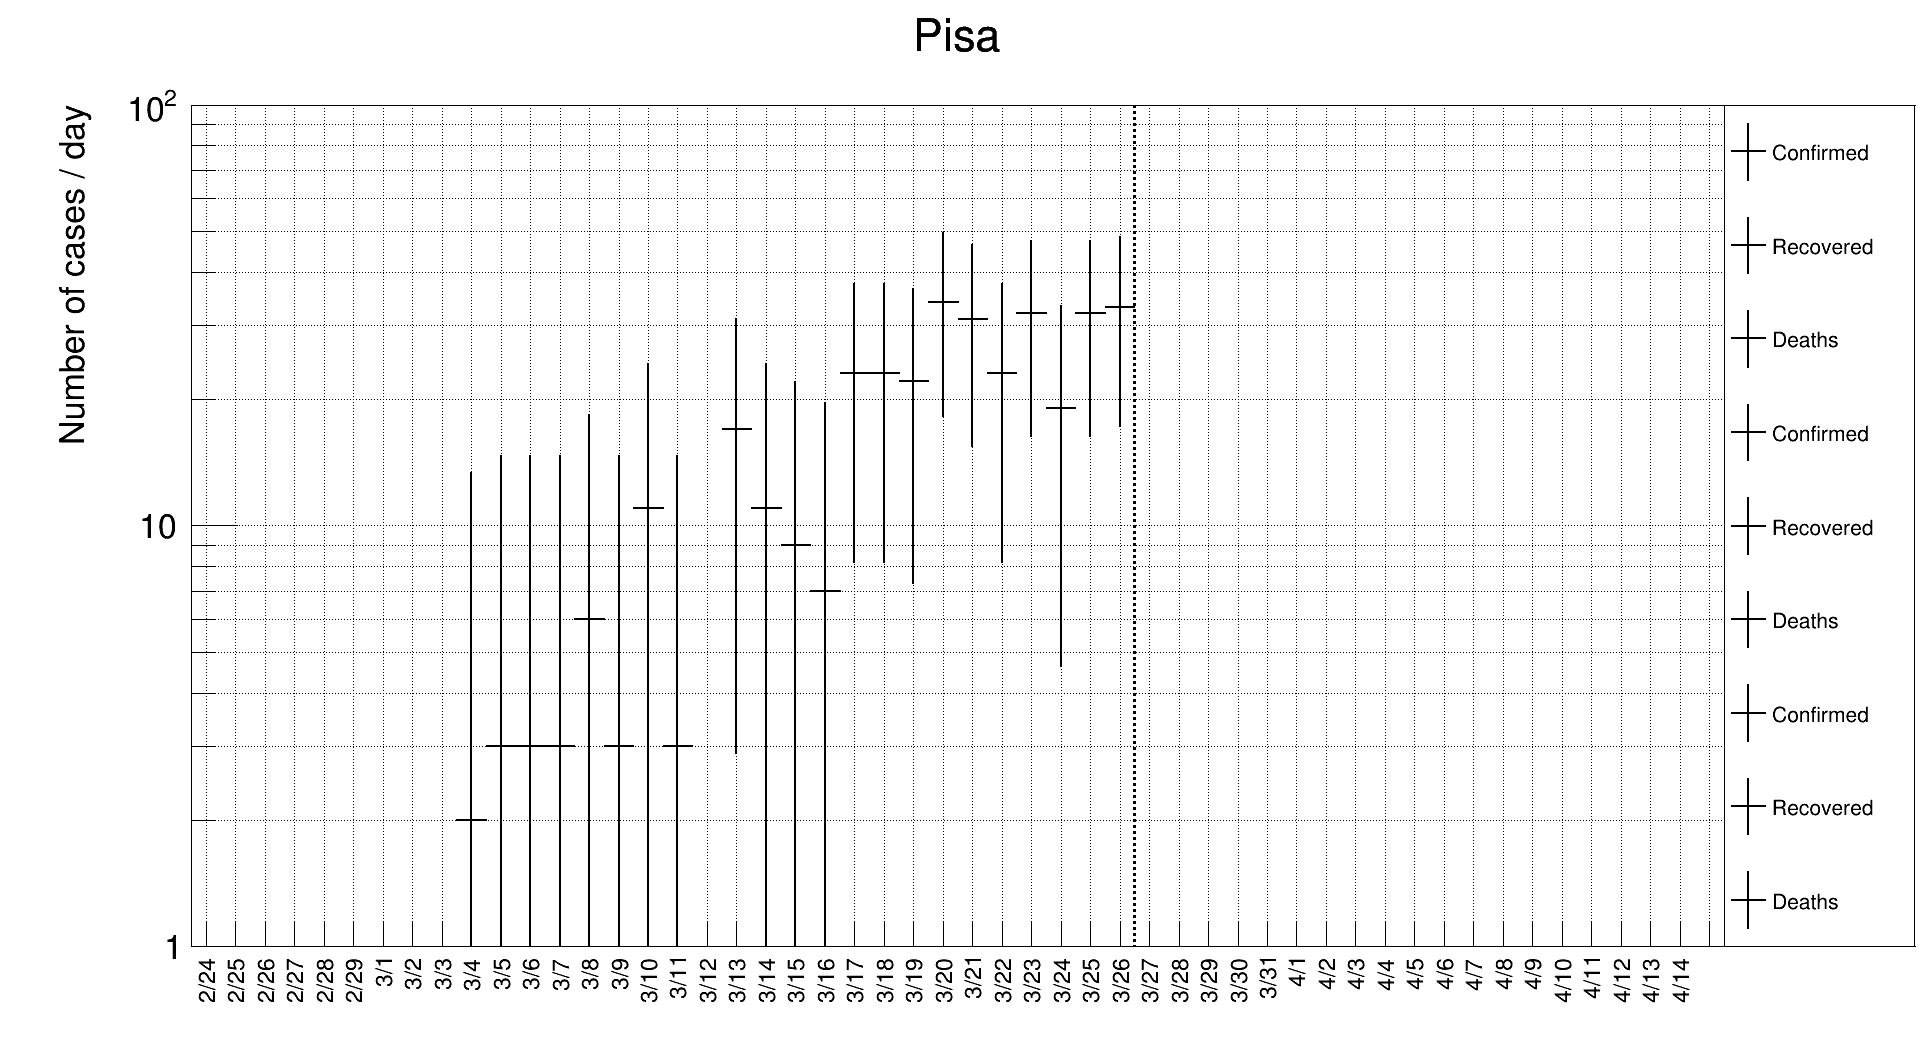 Pisa
Number of cases / day
10²
10
1
2/24 2/25 2/26 2/27 2/28 2/29 3/1 3/2 3/3 3/4 3/5 3/6 3/7 3/8 3/9 3/10 3/11 3/12 3/13 3/14 3/15 3/16 3/17 3/18 3/19 3/20 3/21 3/22 3/23 3/24 3/25 3/26 3/27 3/28 3/29 3/30 3/31 4/1 4/2 4/3 4/4 4/5 4/6 4/7 4/8 4/9 4/10 4/11 4/12 4/13 4/14
Confirmed
Recovered
Deaths
Confirmed
Recovered
Deaths
Confirmed
Recovered
Deaths